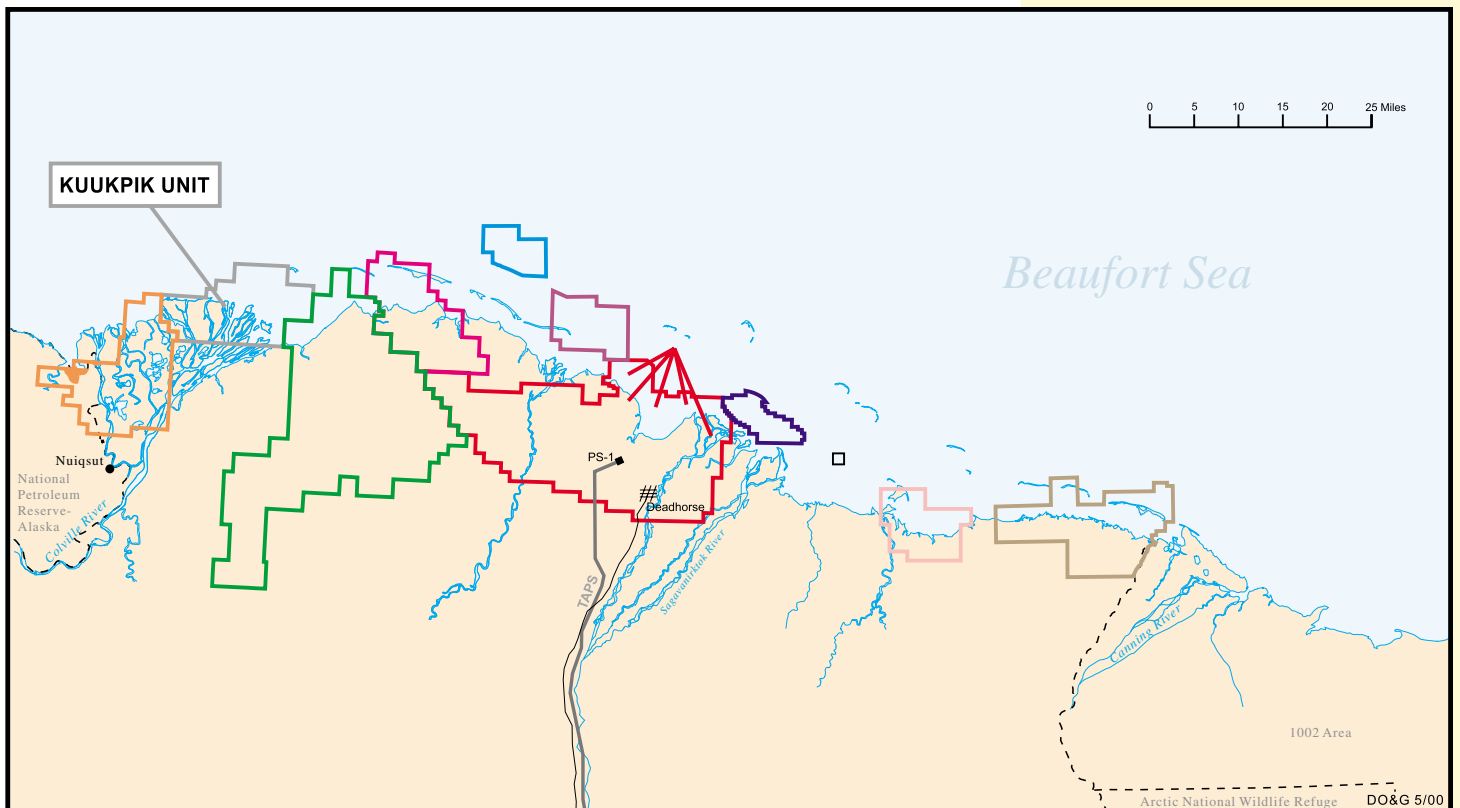 0 5 10 15 20 25 Miles
KUUKPIK UNIT
Beaufort Sea
Nuiqsut
PS-1
National
Petroleum
Reserve-
Alaska
Deadhorse
Colville River
Sagavanirktok River
TAPS
Canning River
1002 Area
Arctic National Wildlife Refuge
DO&G 5/00